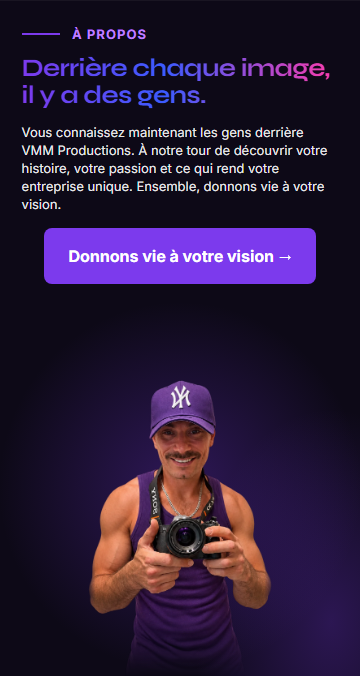 À PROPOS
Derrière chaque image,
il y a des gens.
Vous connaissez maintenant les gens derrière
VMM Productions. À notre tour de découvrir votre
histoire, votre passion et ce qui rend votre
entreprise unique. Ensemble, donnons vie à votre
vision.
Donnons vie à votre vision →
NY